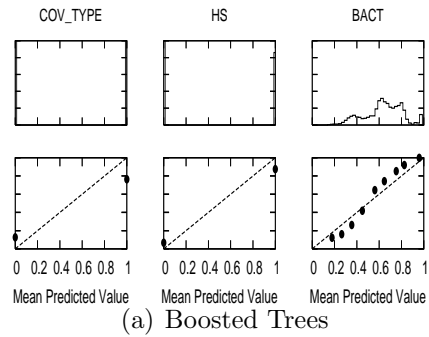 COV_TYPE HS BACT
0 0.2 0.4 0.6 0.8 1 0 0.2 0.4 0.6 0.8 1 0 0.2 0.4 0.6 0.8 1
Mean Predicted Value Mean Predicted Value Mean Predicted Value
(a) Boosted Trees